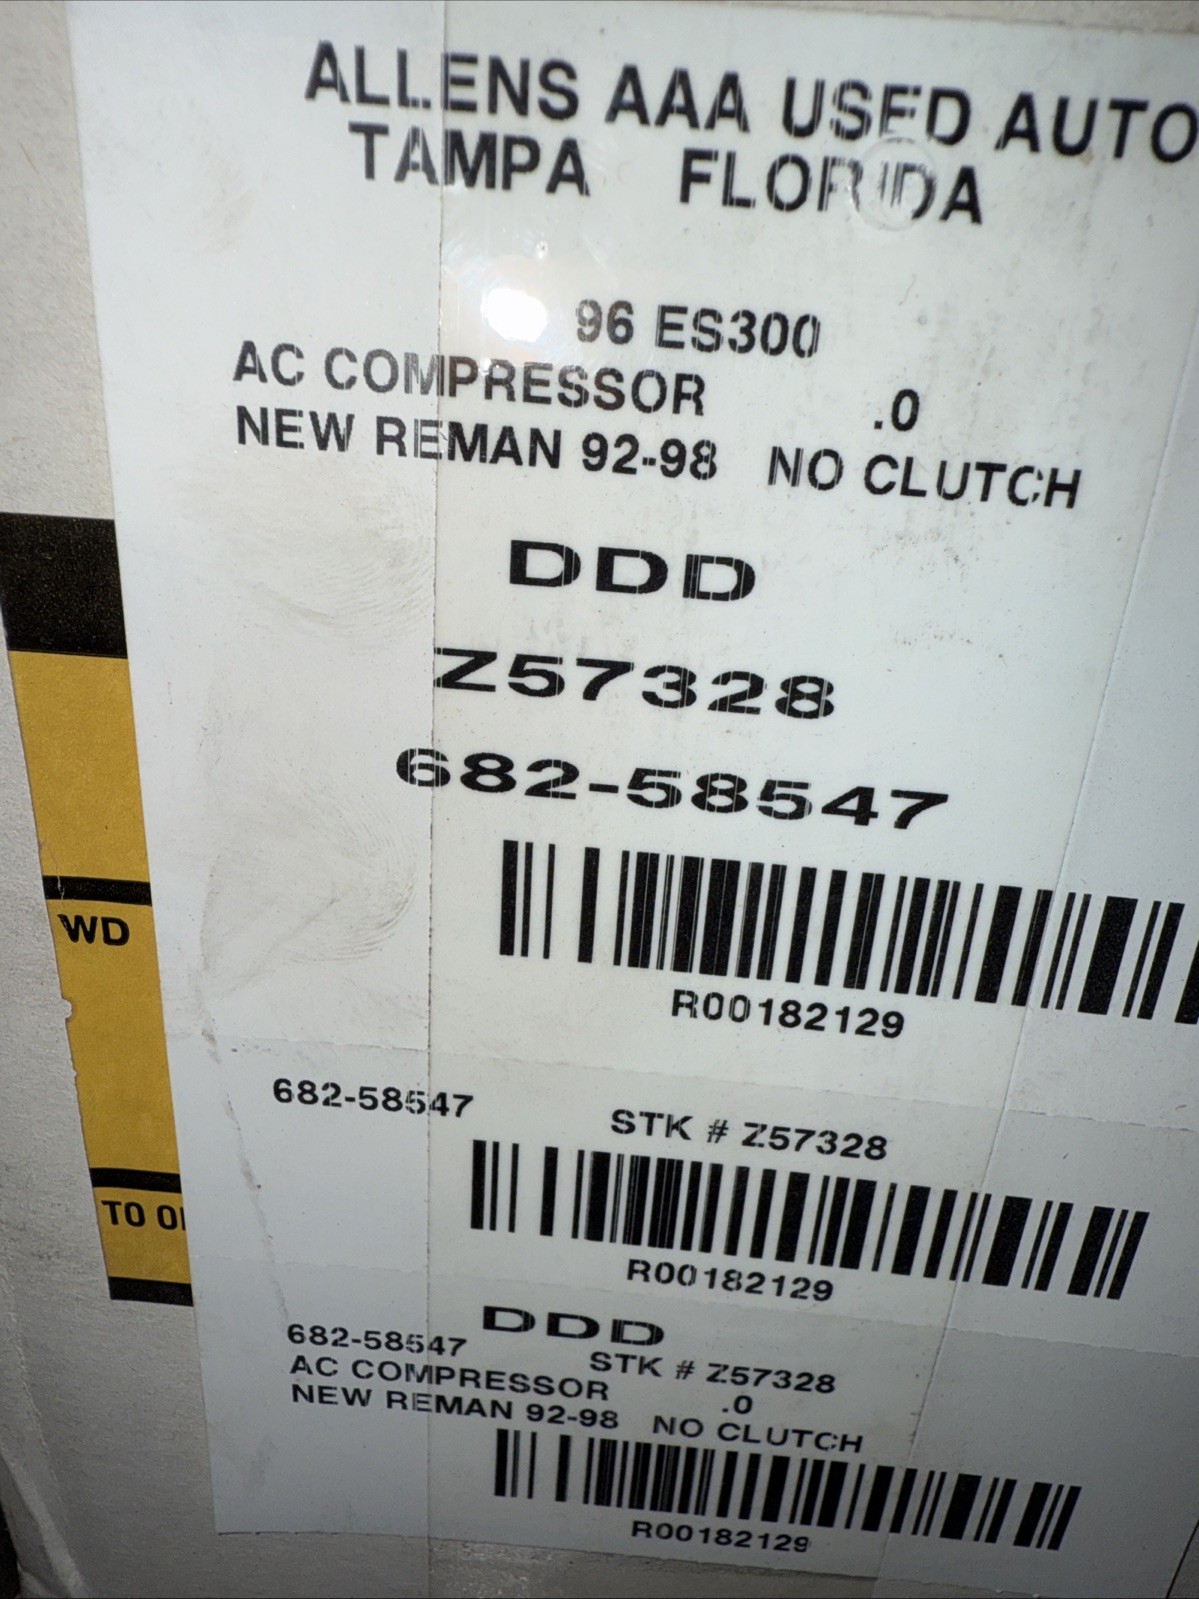 ALLENS AAA USED AUTO
TAMPA FLORIDA
96 ES300
AC COMPRESSOR .0
NEW REMAN 92-98 NO CLUTCH
DDD
Z57328
682-58547
R00182129
WD
682-58547 STK # Z57328
R00182129
TO
DDD
682-58547 STK # Z57328
AC COMPRESSOR .0
NEW REMAN 92-98 NO CLUTCH
R00182129